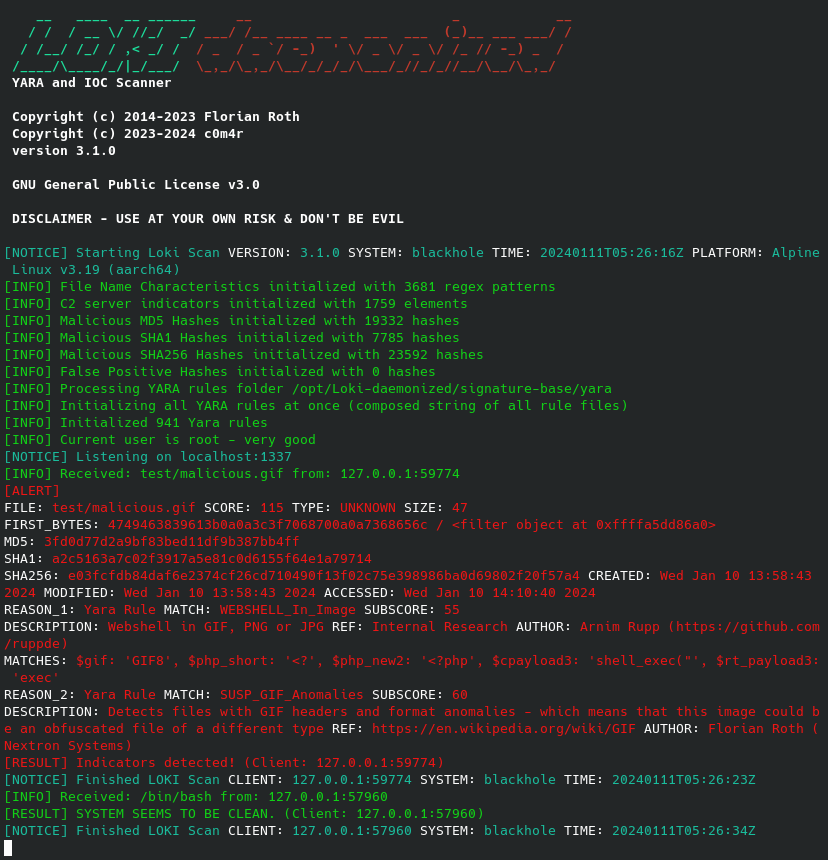 YARA and IOC Scanner
Copyright (c) 2014-2023 Florian Roth
Copyright (c) 2023-2024 c0m4r
version 3.1.0
GNU General Public License v3.0
DISCLAIMER - USE AT YOUR OWN RISK & DON'T BE EVIL
[NOTICE] Starting Loki Scan VERSION: 3.1.0 SYSTEM: blackhole TIME: 20240111T05:26:16Z PLATFORM: Alpine
Linux v3.19 (aarch64)
[INFO] File Name Characteristics initialized with 3681 regex patterns
[INFO] C2 server indicators initialized with 1759 elements
[INFO] Malicious MD5 Hashes initialized with 19332 hashes
[INFO] Malicious SHA1 Hashes initialized with 7785 hashes
[INFO] Malicious SHA256 Hashes initialized with 23592 hashes
[INFO] False Positive Hashes initialized with 0 hashes
[INFO] Processing YARA rules folder /opt/Loki-daemonized/signature-base/yara
[INFO] Initializing all YARA rules at once (composed string of all rule files)
[INFO] Initialized 941 Yara rules
[INFO] Current user is root - very good
[NOTICE] Listening on localhost:1337
[INFO] Received: test/malicious.gif from: 127.0.0.1:59774
[ALERT]
FILE: test/malicious.gif SCORE: 115 TYPE: UNKNOWN SIZE: 47
FIRST_BYTES: 4749463839613b0a0a3c3f7068700a0a7368656c / <filter object at 0xffffa5dd86a0>
MD5: 3fd0d77d2a9bf83bed11df9b387bb4ff
SHA1: a2c5163a7c02f3917a5e81c0d6155f64e1a79714
SHA256: e03fcfdb84daf6e2374cf26cd710490f13f02c75e398986ba0d69802f20f57a4 CREATED: Wed Jan 10 13:58:43
2024 MODIFIED: Wed Jan 10 13:58:43 2024 ACCESSED: Wed Jan 10 14:10:40 2024
REASON_1: Yara Rule MATCH: WEBSHELL_In_Image SUBSCORE: 55
DESCRIPTION: Webshell in GIF, PNG or JPG REF: Internal Research AUTHOR: Arnim Rupp (https://github.com
/ruppde)
MATCHES: $gif: 'GIF8', $php_short: '<?', $php_new2: '<?php', $cpayload3: 'shell_exec("', $rt_payload3:
'exec'
REASON_2: Yara Rule MATCH: SUSP_GIF_Anomalies SUBSCORE: 60
DESCRIPTION: Detects files with GIF headers and format anomalies - which means that this image could b
e an obfuscated file of a different type REF: https://en.wikipedia.org/wiki/GIF AUTHOR: Florian Roth (
Nextron Systems)
[RESULT] Indicators detected! (Client: 127.0.0.1:59774)
[NOTICE] Finished LOKI Scan CLIENT: 127.0.0.1:59774 SYSTEM: blackhole TIME: 20240111T05:26:23Z
[INFO] Received: /bin/bash from: 127.0.0.1:57960
[RESULT] SYSTEM SEEMS TO BE CLEAN. (Client: 127.0.0.1:57960)
[NOTICE] Finished LOKI Scan CLIENT: 127.0.0.1:57960 SYSTEM: blackhole TIME: 20240111T05:26:34Z